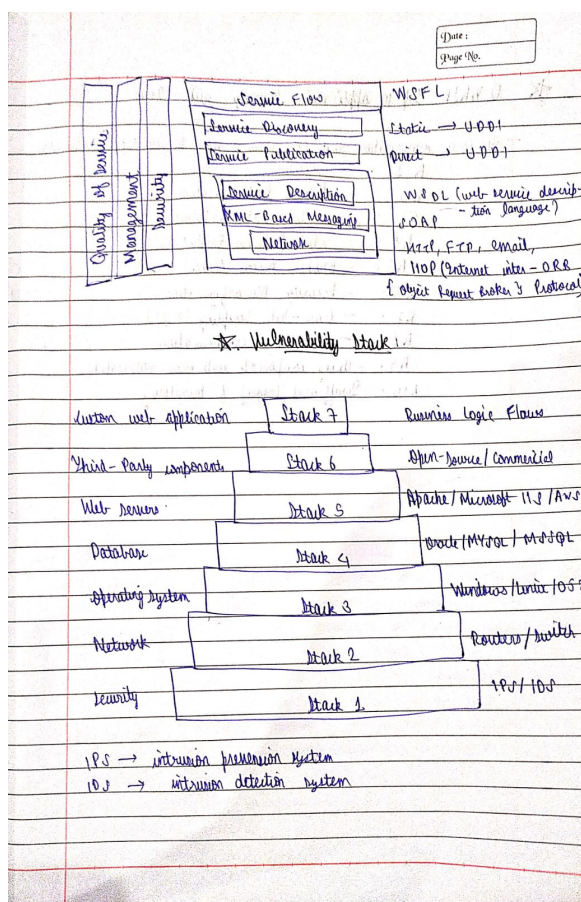 Date :
Page No.
Quality of Service
Management
Security
Service Flow
WSFL
Service Discovery
Static → UDDI
Service Publication
Direct → UDDI
Service Description
WSDL (web service descrip-
- tion language)
XML-Based Messaging
SOAP
Network
HTTP, FTP, email,
IIOP (Internet inter-ORB
{ Object Request Broker } Protocol)
☆. Vulnerability Stack :
Custom web application
Stack 7
Business Logic Flaws
Third-Party components
Stack 6
Open-Source/Commercial
Web servers
Stack 5
Apache/Microsoft IIS/AWS
Database
Stack 4
Oracle/MYSQL/MSSQL
Operating system
Stack 3
Windows/Linux/OS
Network
Stack 2
Routers/Switch
Security
Stack 1
IPS/IDS
IPS → intrusion prevension system
IDS → intrusion detection system